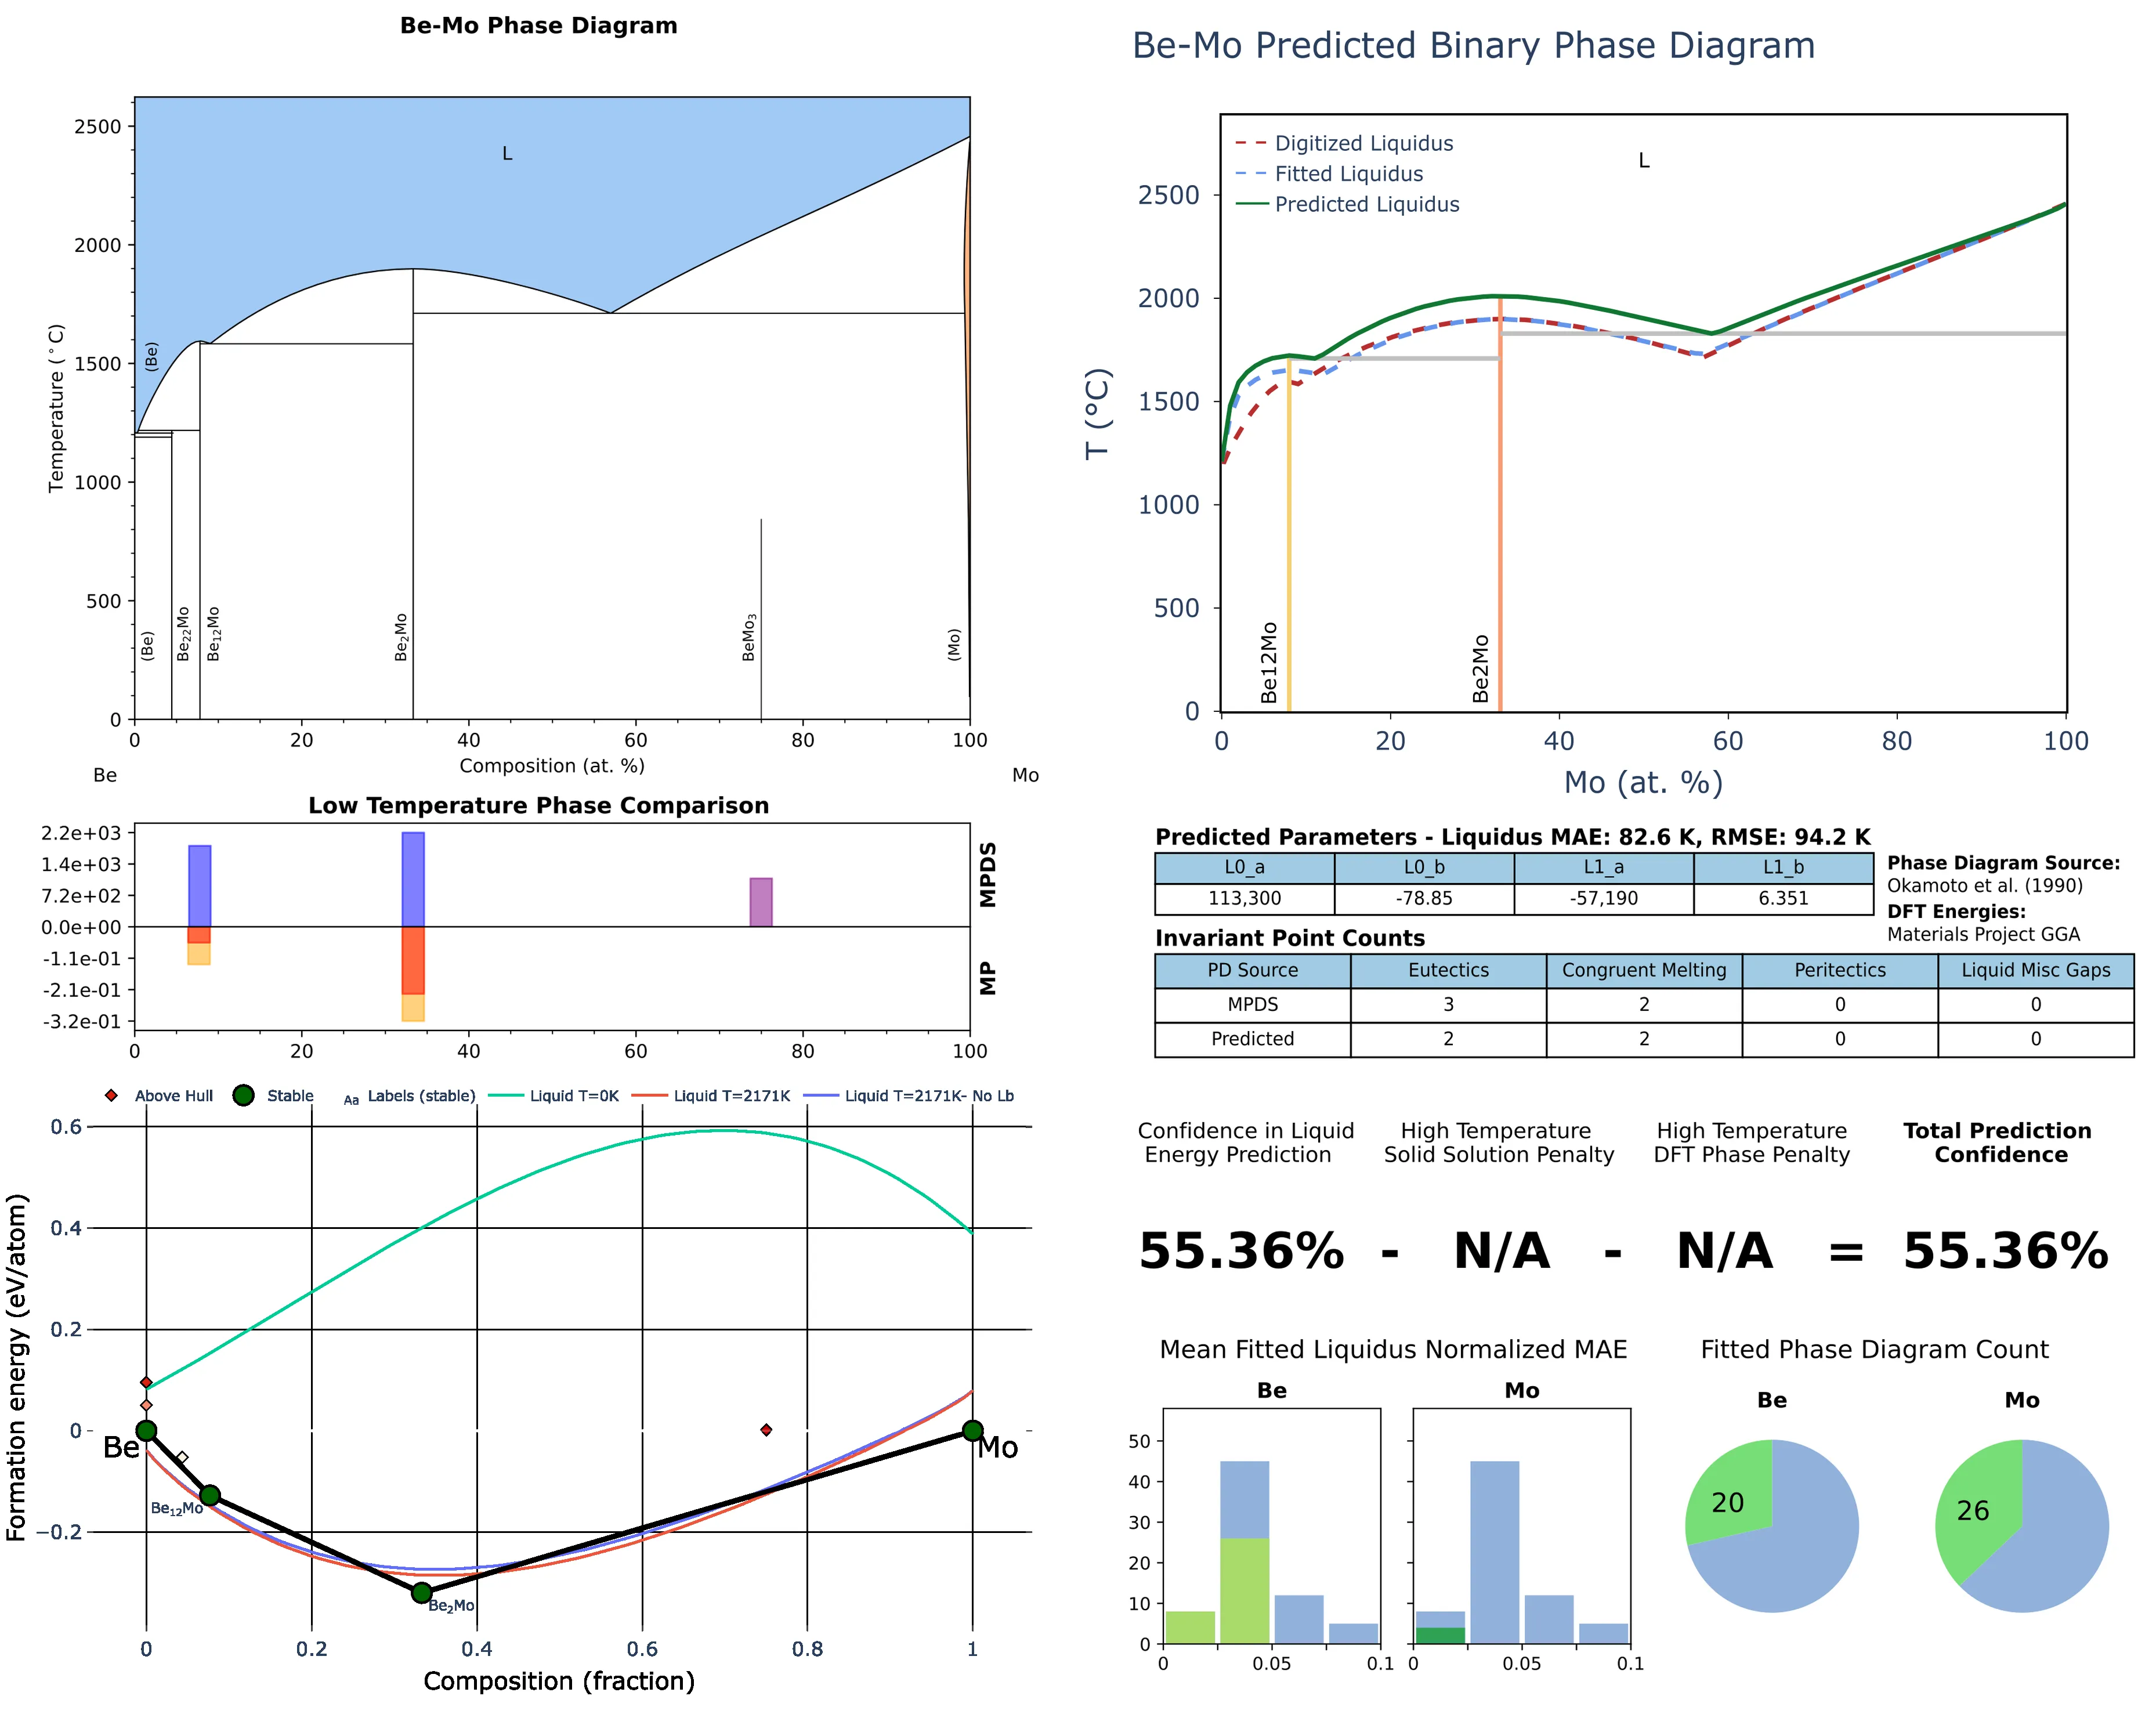 Be-Mo Phase Diagram
2500
2000
1500
1000
500
0
Temperature (°C)
L
(Be)
(Be)
Be₂₂Mo
Be₁₂Mo
Be₂Mo
BeMo₃
(Mo)
0 20 40 60 80 100
Composition (at. %)
Be Mo
Low Temperature Phase Comparison
2.2e+03
1.4e+03
7.2e+02
0.0e+00
-1.1e-01
-2.1e-01
-3.2e-01
MPDS
MP
0 20 40 60 80 100
Above Hull Stable Aa Labels (stable) Liquid T=0K Liquid T=2171K Liquid T=2171K- No Lb
0.6
0.4
0.2
0
−0.2
Formation energy (eV/atom)
Be
Be₁₂Mo
Be₂Mo
Mo
0 0.2 0.4 0.6 0.8 1
Composition (fraction)
Be-Mo Predicted Binary Phase Diagram
Digitized Liquidus
Fitted Liquidus
Predicted Liquidus
L
2500
2000
1500
1000
500
0
T (°C)
Be12Mo
Be2Mo
0 20 40 60 80 100
Mo (at. %)
Predicted Parameters - Liquidus MAE: 82.6 K, RMSE: 94.2 K
L0_a L0_b L1_a L1_b
113,300 -78.85 -57,190 6.351
Phase Diagram Source:
Okamoto et al. (1990)
DFT Energies:
Materials Project GGA
Invariant Point Counts
PD Source Eutectics Congruent Melting Peritectics Liquid Misc Gaps
MPDS 3 2 0 0
Predicted 2 2 0 0
Confidence in Liquid Energy Prediction
High Temperature Solid Solution Penalty
High Temperature DFT Phase Penalty
Total Prediction Confidence
55.36% - N/A - N/A = 55.36%
Mean Fitted Liquidus Normalized MAE
Be
Mo
50
40
30
20
10
0
0 0.05 0.1
0 0.05 0.1
Fitted Phase Diagram Count
Be
Mo
20
26